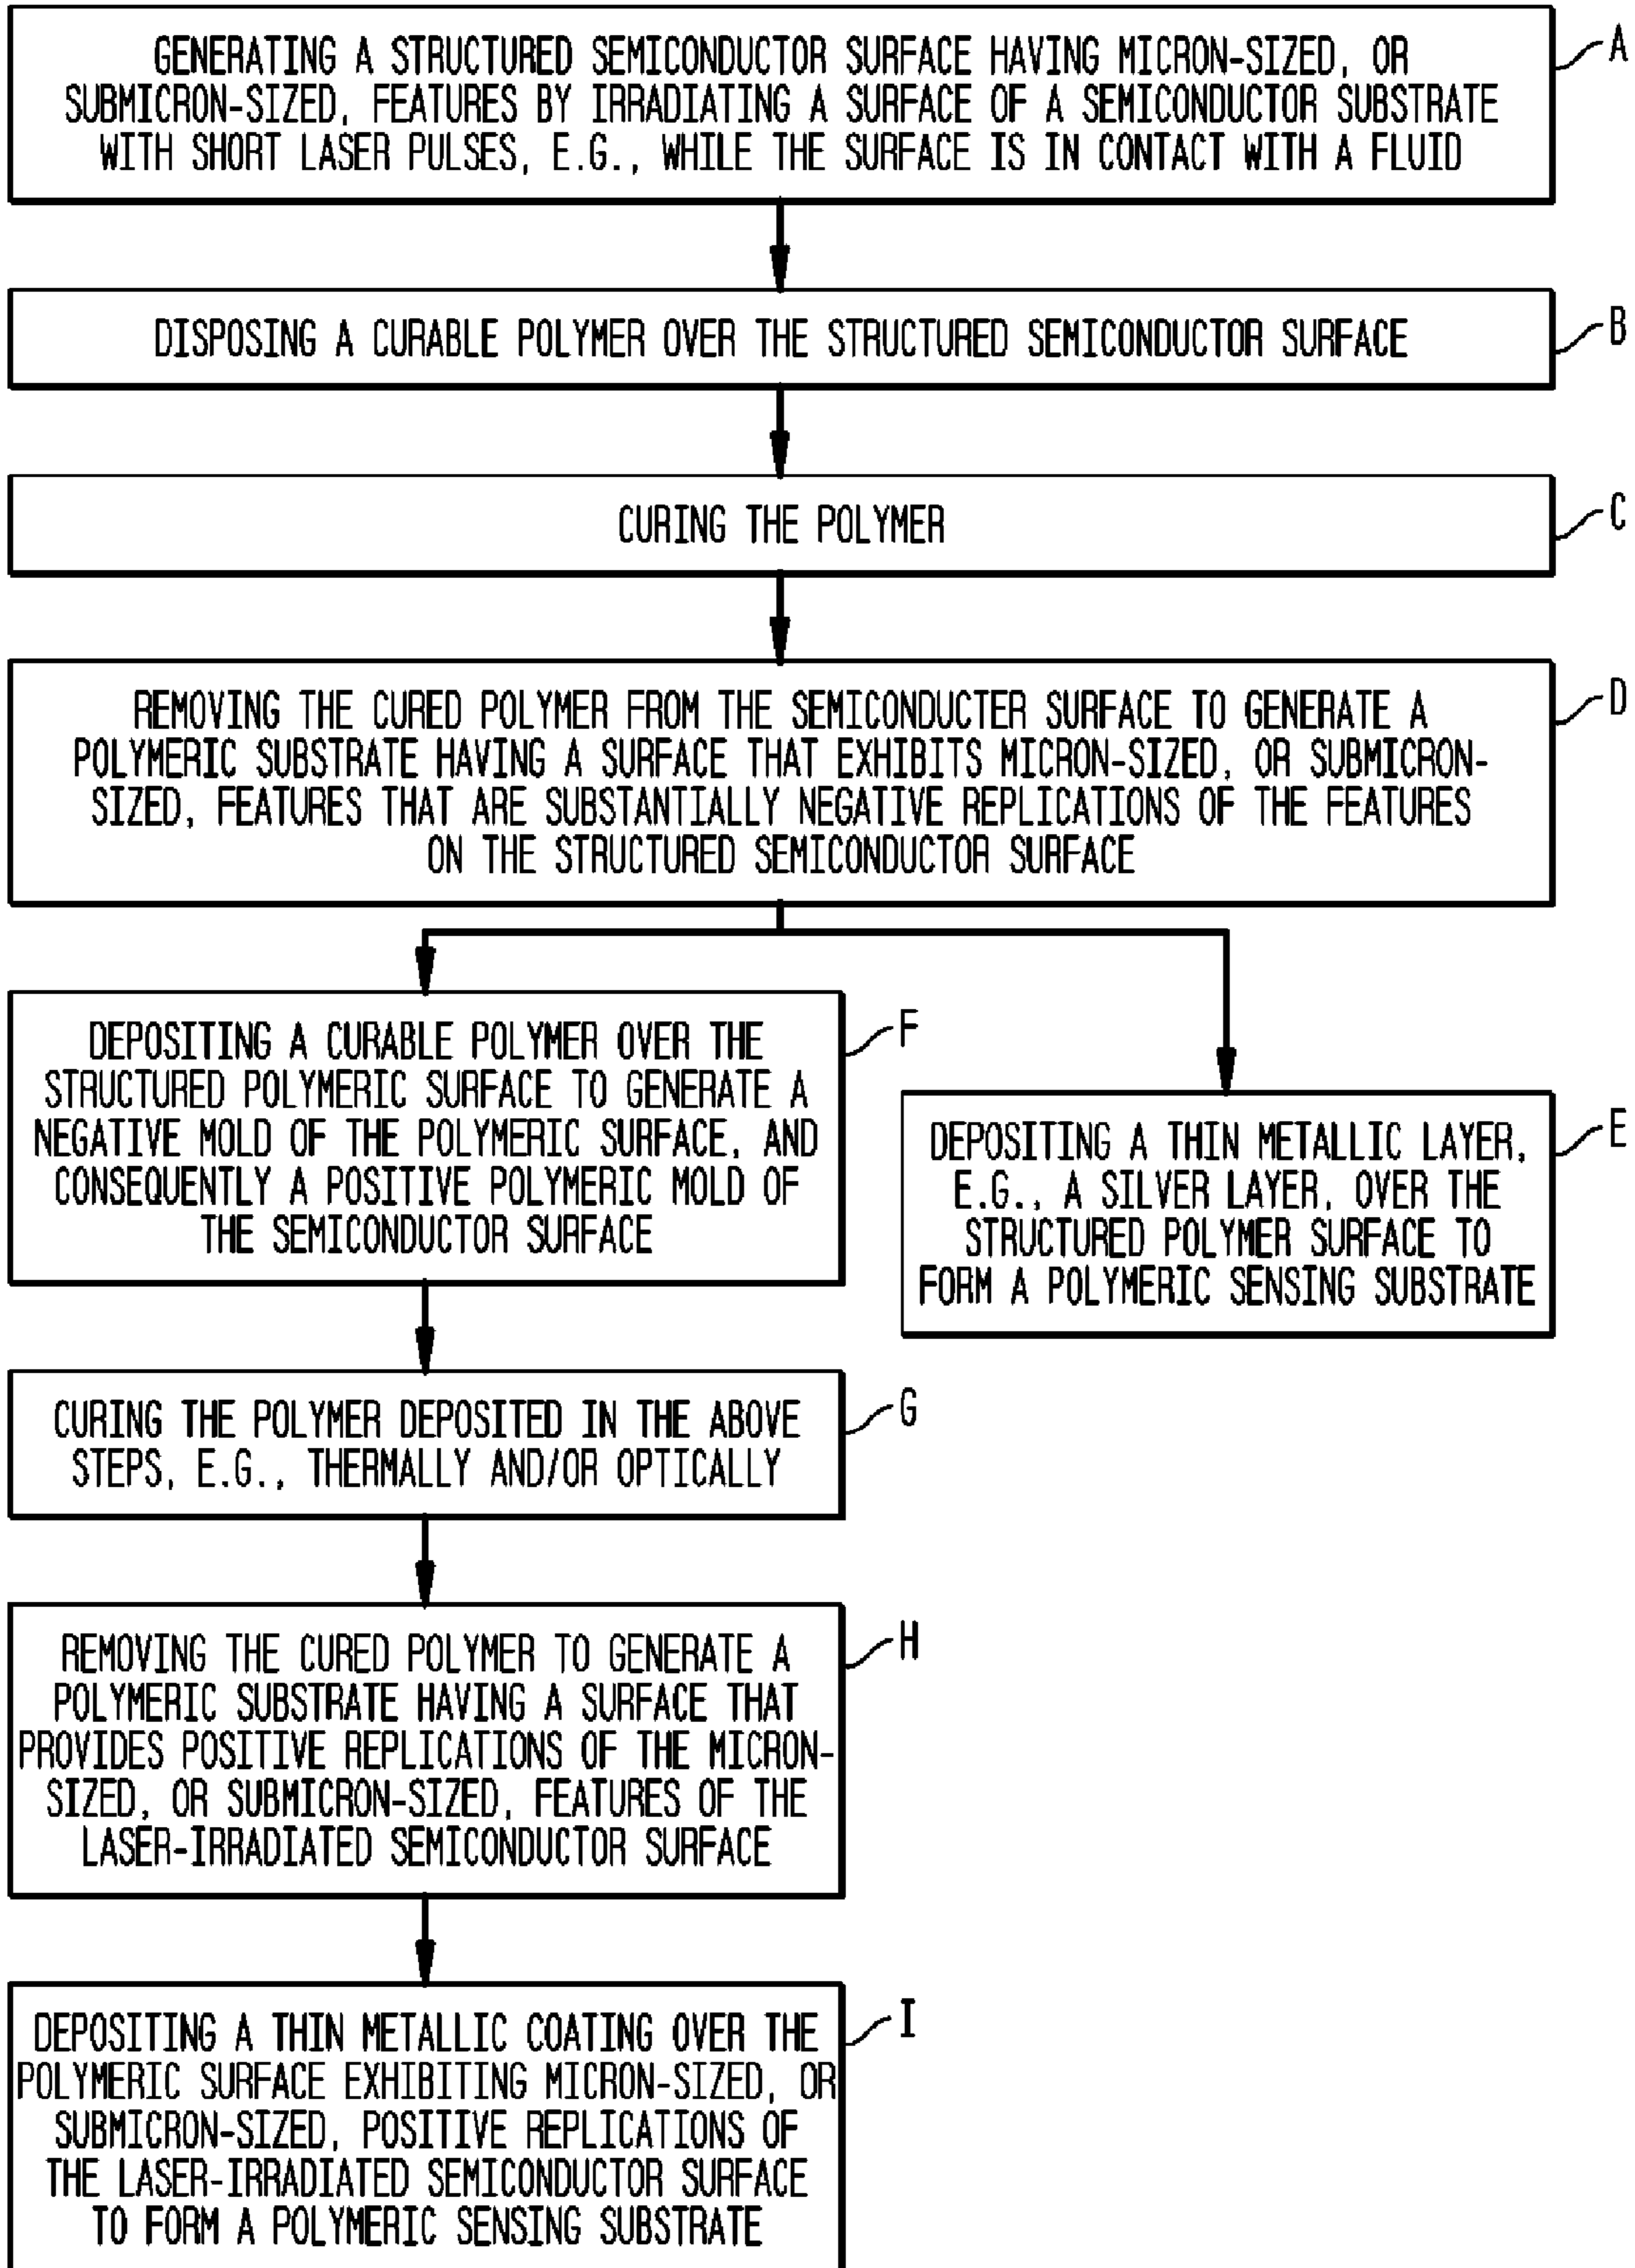 GENERATING A STRUCTURED SEMICONDUCTOR SURFACE HAVING MICRON-SIZED, OR
SUBMICRON-SIZED, FEATURES BY IRRADIATING A SURFACE OF A SEMICONDUCTOR SUBSTRATE
WITH SHORT LASER PULSES, E.G., WHILE THE SURFACE IS IN CONTACT WITH A FLUID
A
DISPOSING A CURABLE POLYMER OVER THE STRUCTURED SEMICONDUCTOR SURFACE
B
CURING THE POLYMER
C
REMOVING THE CURED POLYMER FROM THE SEMICONDUCTER SURFACE TO GENERATE A
POLYMERIC SUBSTRATE HAVING A SURFACE THAT EXHIBITS MICRON-SIZED, OR SUBMICRON-
SIZED, FEATURES THAT ARE SUBSTANTIALLY NEGATIVE REPLICATIONS OF THE FEATURES
ON THE STRUCTURED SEMICONDUCTOR SURFACE
D
DEPOSITING A CURABLE POLYMER OVER THE
STRUCTURED POLYMERIC SURFACE TO GENERATE A
NEGATIVE MOLD OF THE POLYMERIC SURFACE, AND
CONSEQUENTLY A POSITIVE POLYMERIC MOLD OF
THE SEMICONDUCTOR SURFACE
F
DEPOSITING A THIN METALLIC LAYER,
E.G., A SILVER LAYER, OVER THE
STRUCTURED POLYMER SURFACE TO
FORM A POLYMERIC SENSING SUBSTRATE
E
CURING THE POLYMER DEPOSITED IN THE ABOVE
STEPS, E.G., THERMALLY AND/OR OPTICALLY
G
REMOVING THE CURED POLYMER TO GENERATE A
POLYMERIC SUBSTRATE HAVING A SURFACE THAT
PROVIDES POSITIVE REPLICATIONS OF THE MICRON-
SIZED, OR SUBMICRON-SIZED, FEATURES OF THE
LASER-IRRADIATED SEMICONDUCTOR SURFACE
H
DEPOSITING A THIN METALLIC COATING OVER THE
POLYMERIC SURFACE EXHIBITING MICRON-SIZED, OR
SUBMICRON-SIZED, POSITIVE REPLICATIONS OF
THE LASER-IRRADIATED SEMICONDUCTOR SURFACE
TO FORM A POLYMERIC SENSING SUBSTRATE
I